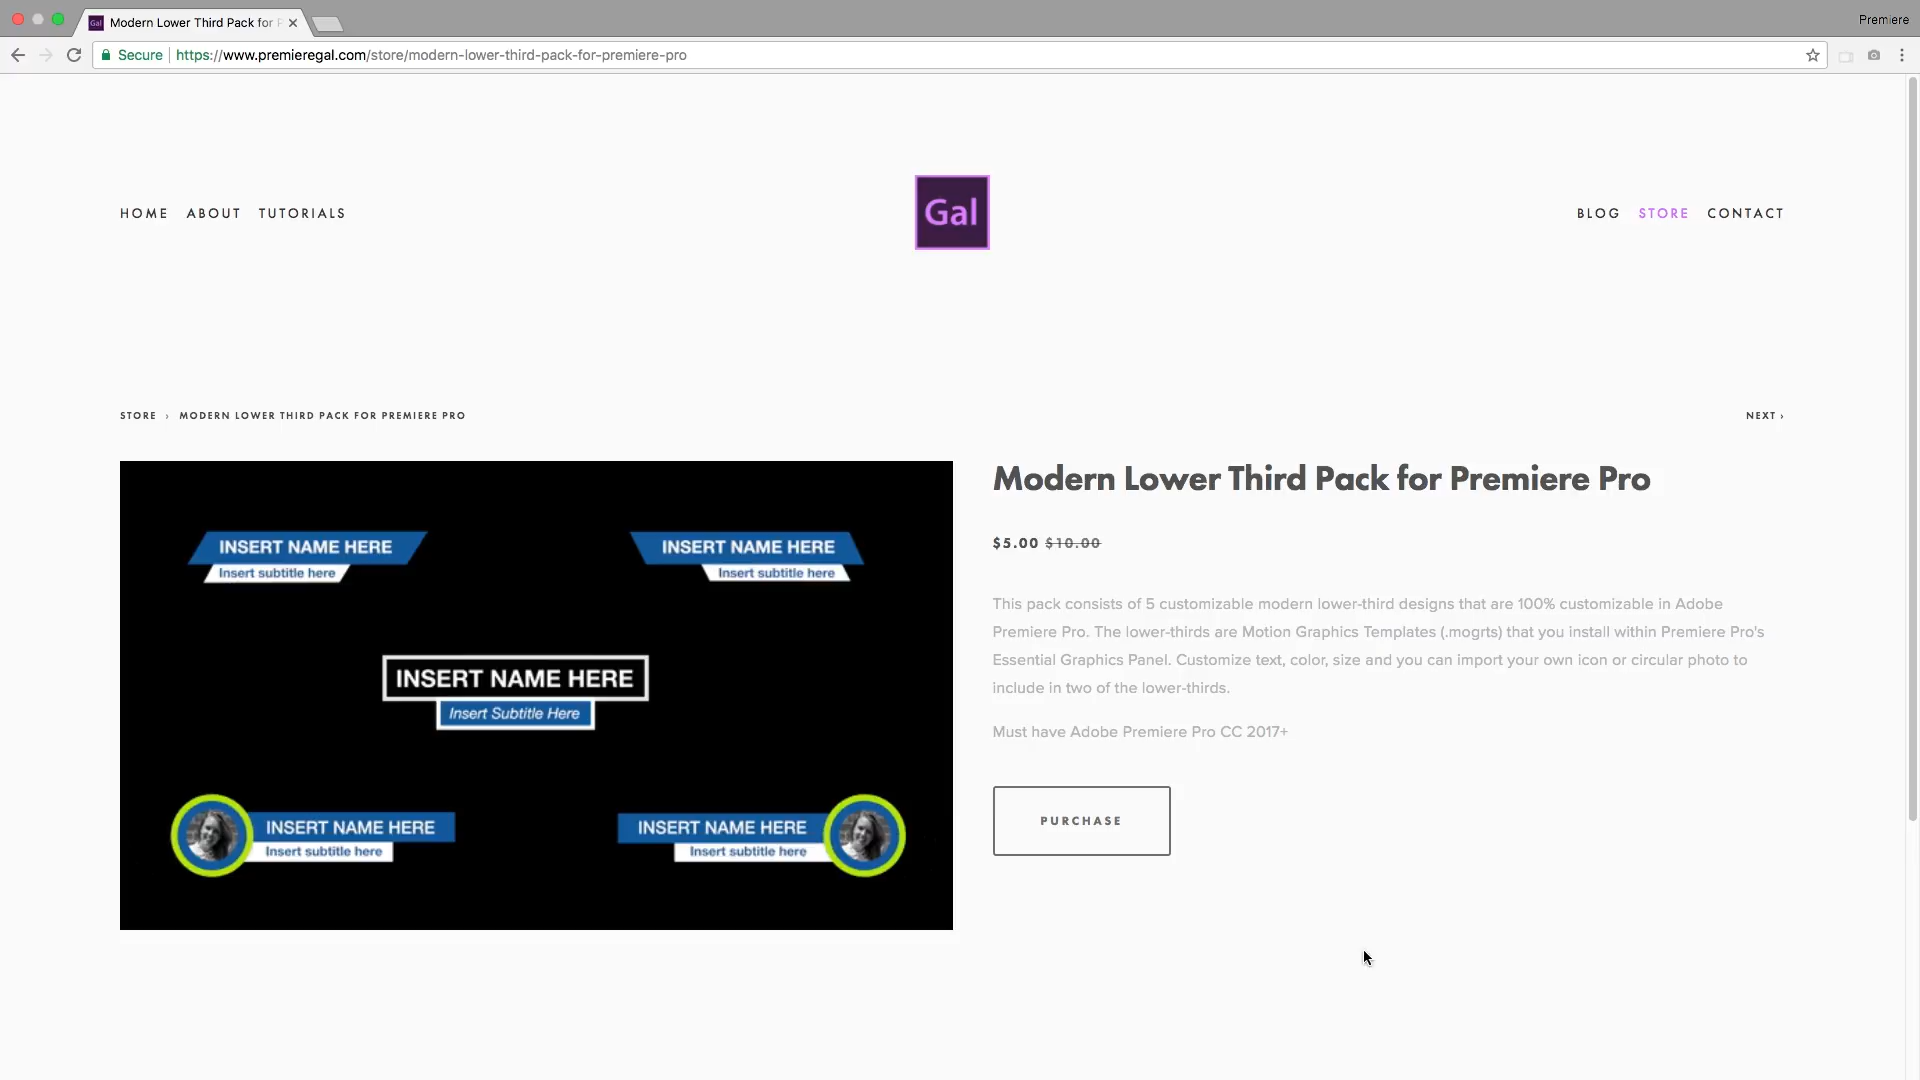 Gal Modern Lower Third Pack for P
Premiere
Secure https://www.premieregal.com/store/modern-lower-third-pack-for-premiere-pro
HOME ABOUT TUTORIALS
Gal
BLOG STORE CONTACT
STORE › MODERN LOWER THIRD PACK FOR PREMIERE PRO
NEXT ›
INSERT NAME HERE
Insert subtitle here
INSERT NAME HERE
Insert subtitle here
INSERT NAME HERE
Insert Subtitle Here
INSERT NAME HERE
Insert subtitle here
INSERT NAME HERE
Insert subtitle here
Modern Lower Third Pack for Premiere Pro
$5.00 $10.00
This pack consists of 5 customizable modern lower-third designs that are 100% customizable in Adobe
Premiere Pro. The lower-thirds are Motion Graphics Templates (.mogrts) that you install within Premiere Pro's
Essential Graphics Panel. Customize text, color, size and you can import your own icon or circular photo to
include in two of the lower-thirds.
Must have Adobe Premiere Pro CC 2017+
PURCHASE